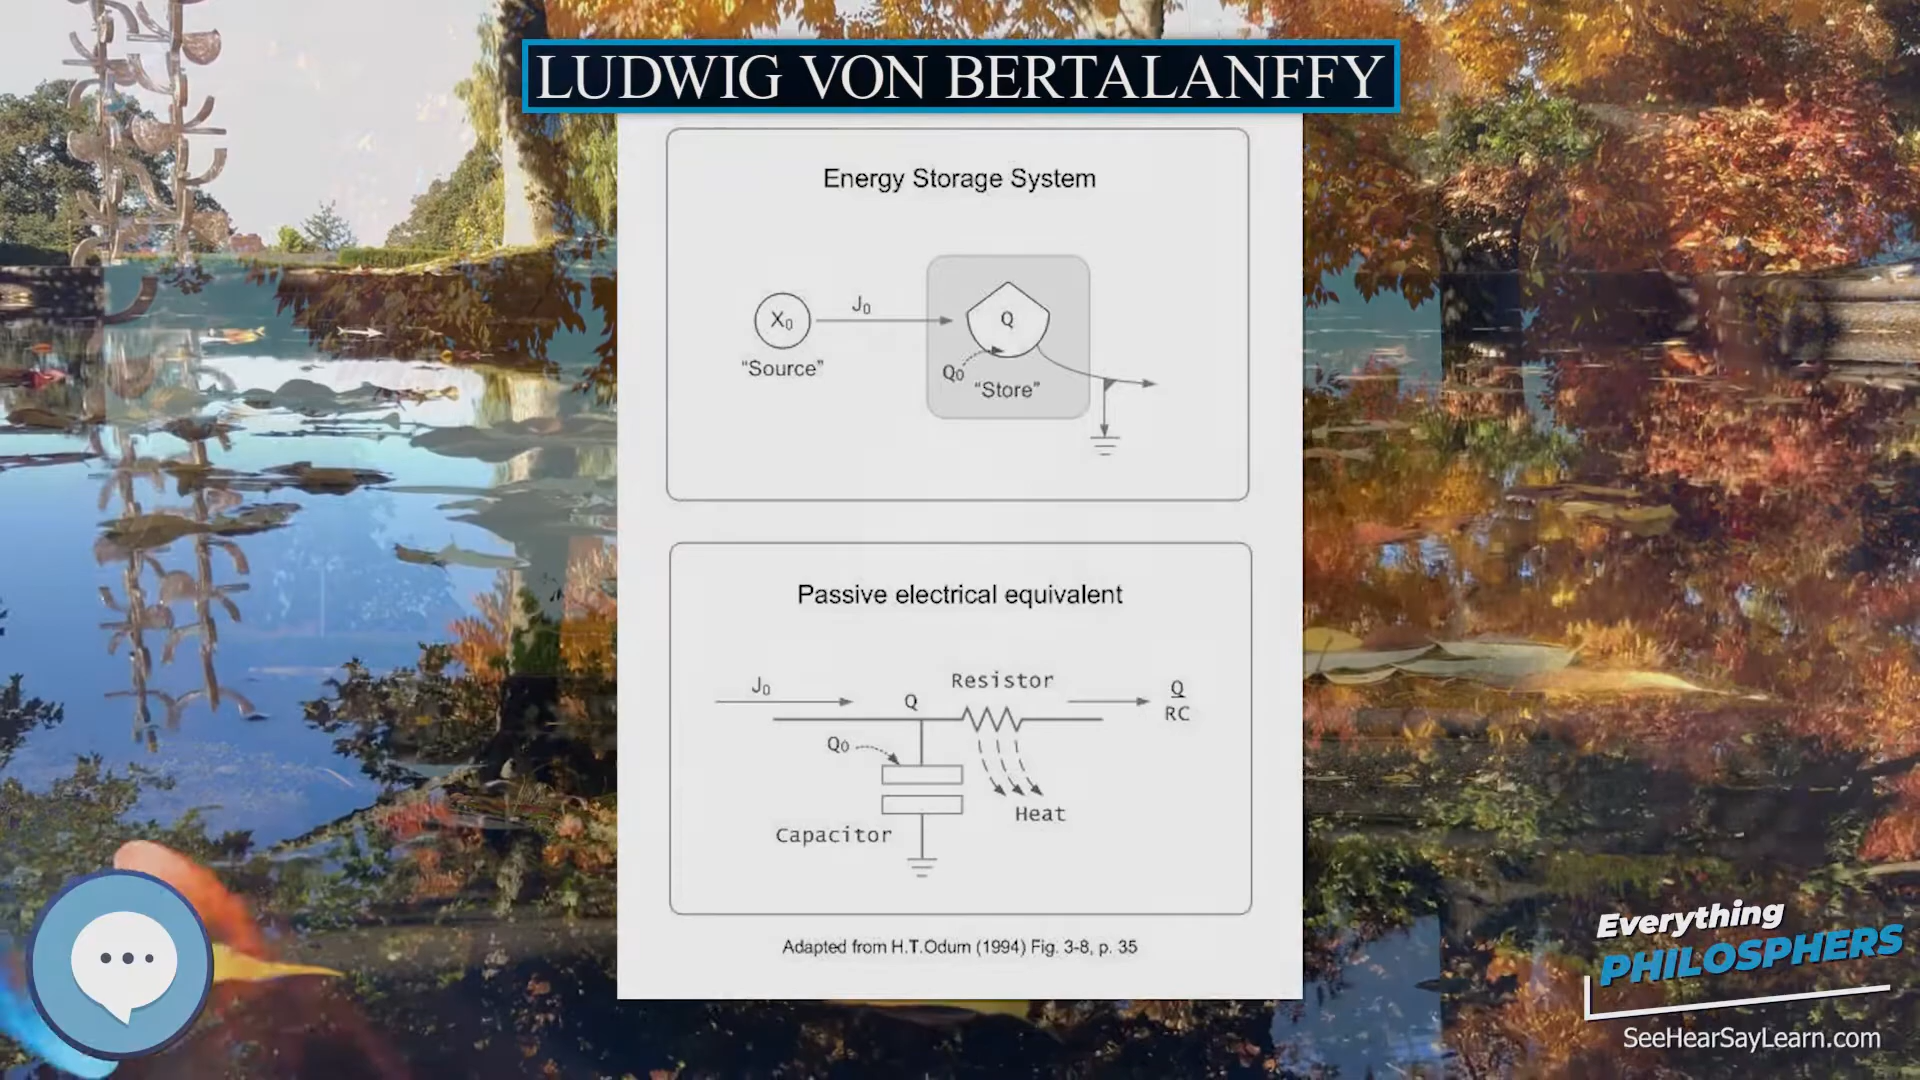 LUDWIG VON BERTALANFFY
Energy Storage System
X₀
J₀
Q
"Source"
Q₀
"Store"
Passive electrical equivalent
J₀
Q
Resistor
Q
RC
Q₀
Heat
Capacitor
Adapted from H.T.Odum (1994) Fig. 3-8, p. 35
Everything
PHILOSPHERS
SeeHearSayLearn.com